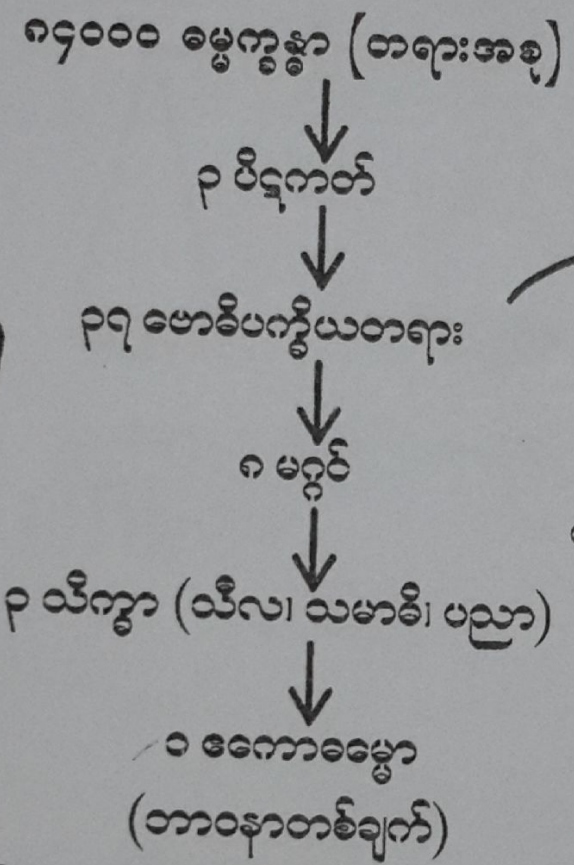 ၈၄၀၀၀ ဓမ္မက္ခန္ဓာ (တရားအစု)
၃ ပိဋကတ်
၃၇ ဗောဓိပက္ခိယတရား
၈ မဂ္ဂင်
၃ သိက္ခာ (သီလ၊ သမာဓိ၊ ပညာ)
၁ ဧကောဓမ္မော
(ဘာဝနာတစ်ချက်)